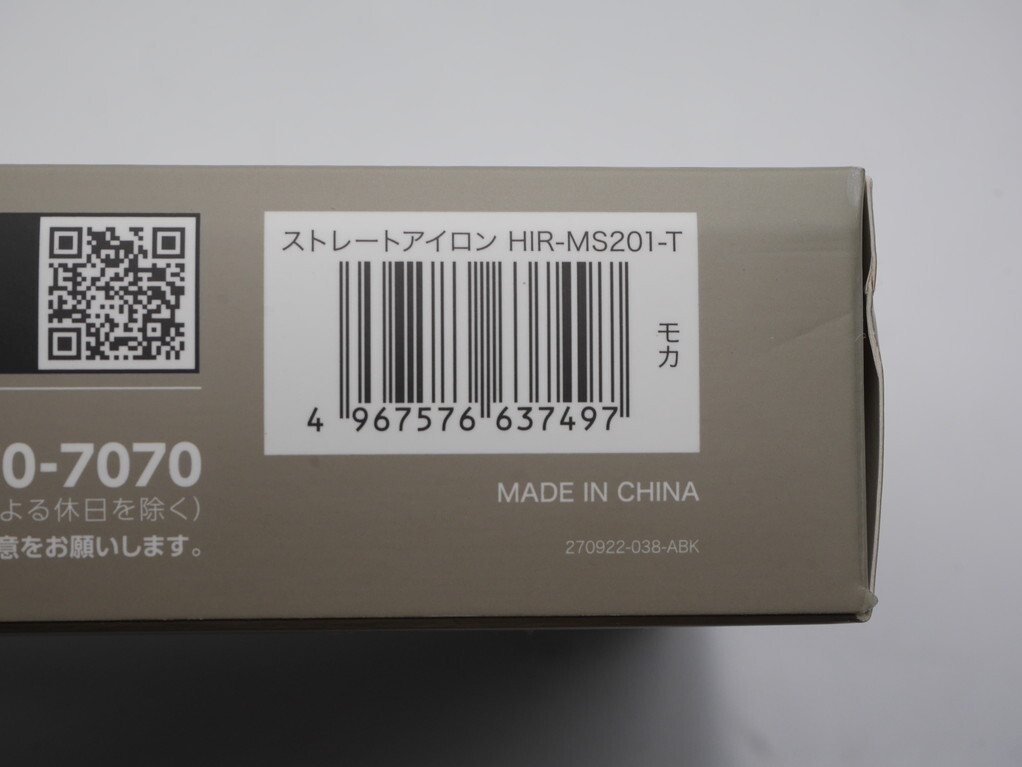 ストレートアイロン HIR-MS201-T
モカ
4 967576 637497
0-7070
よる休日を除く)
意をお願いします。
MADE IN CHINA
270922-038-ABK